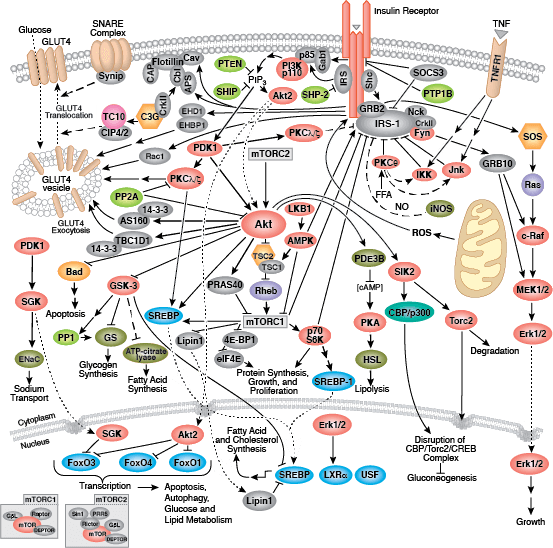 Insulin Receptor
SNARE
Complex
TNF
Glucose
GLUT4
TNFR1
Flotillin
Cav
CAP
Cbl
APS
PTEN
p85
PI3K
p110
Gab1
SHIP
PIP3
Akt2
SHP-2
IRS
Shc
SOCS3
PTP1B
Synip
GLUT4
Translocation
TC10
C3G
CrkII
CIP4/2
EHD1
EHBP1
GRB2
IRS-1
Nck
CrkII
Fyn
SOS
PKCλ/ζ
PDK1
Rac1
mTORC2
PKCθ
IKK
Jnk
GRB10
FFA
NO
iNOS
Ras
GLUT4
vesicle
PKCλ/ζ
PP2A
14-3-3
AS160
TBC1D1
14-3-3
GLUT4
Exocytosis
Akt
LKB1
AMPK
TSC2
TSC1
ROS
c-Raf
PDK1
Bad
GSK-3
PRAS40
Rheb
PDE3B
[cAMP]
SIK2
MEK1/2
SGK
Apoptosis
SREBP
mTORC1
PKA
CBP/p300
Torc2
Erk1/2
PP1
GS
ATP-citrate
lyase
Lipin1
4E-BP1
eIF4E
p70
S6K
HSL
Degradation
ENaC
Glycogen
Synthesis
Fatty Acid
Synthesis
Protein Synthesis,
Growth, and
Proliferation
SREBP-1
Lipolysis
Sodium
Transport
Cytoplasm
Nucleus
SGK
Akt2
Fatty Acid
and Cholesterol
Synthesis
Erk1/2
Disruption of
CBP/Torc2/CREB
Complex
Gluconeogenesis
Erk1/2
FoxO3
FoxO4
FoxO1
SREBP
LXRα
USF
Transcription
Apoptosis,
Autophagy,
Glucose and
Lipid Metabolism
Lipin1
Growth
mTORC1
GβL
Raptor
mTOR
DEPTOR
mTORC2
Sin1
PRR5
Rictor
GβL
mTOR
DEPTOR